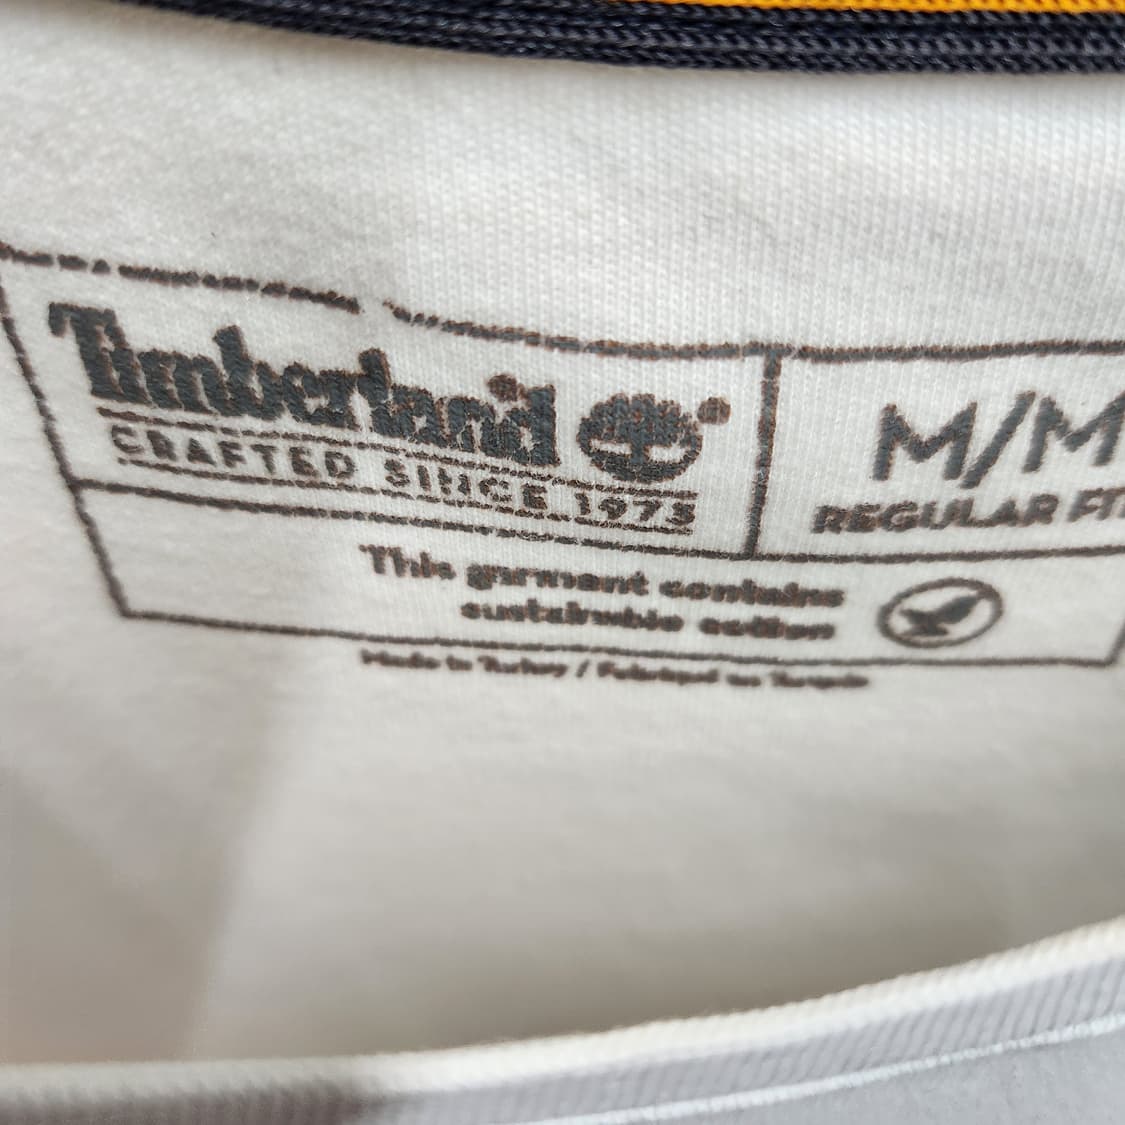 Timberland®
CRAFTED SINCE 1973
M/M
REGULAR FIT
This garment contains
sustainable cotton
Made in Turkey / Fabriqué en Turquie